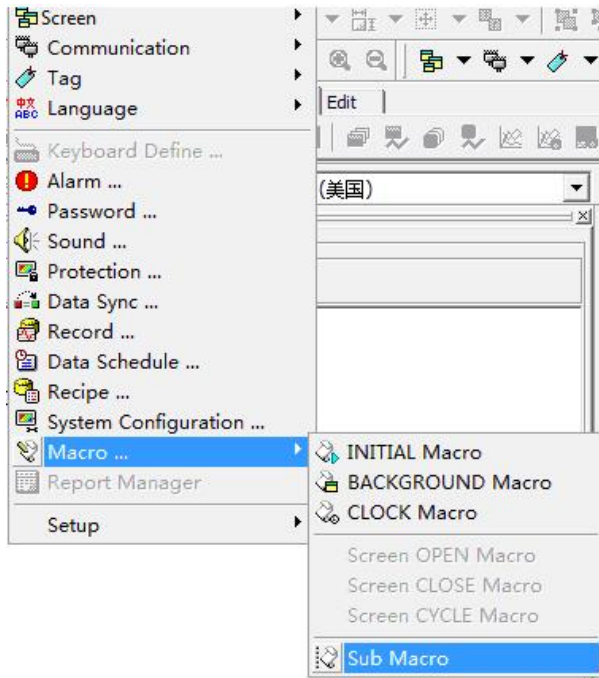 Screen
Communication
Tag
中文
ABC
Language
Edit
Keyboard Define ...
Alarm ...
(美国)
Password ...
Sound ...
Protection ...
Data Sync ...
Record ...
Data Schedule ...
Recipe ...
System Configuration ...
Macro ...
INITIAL Macro
Report Manager
BACKGROUND Macro
CLOCK Macro
Setup
Screen OPEN Macro
Screen CLOSE Macro
Screen CYCLE Macro
Sub Macro